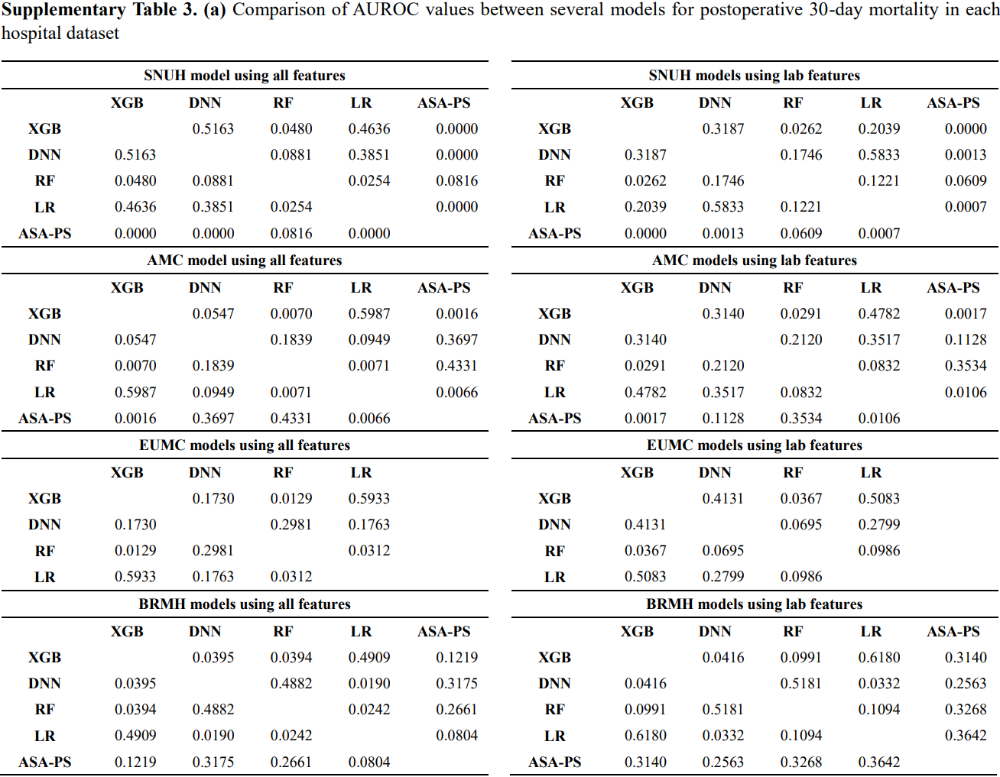 Supplementary Table 3. (a) Comparison of AUROC values between several models for postoperative 30-day mortality in each
hospital dataset
SNUH model using all features
XGB DNN RF LR ASA-PS
XGB 0.5163 0.0480 0.4636 0.0000
DNN 0.5163 0.0881 0.3851 0.0000
RF 0.0480 0.0881 0.0254 0.0816
LR 0.4636 0.3851 0.0254 0.0000
ASA-PS 0.0000 0.0000 0.0816 0.0000
AMC model using all features
XGB DNN RF LR ASA-PS
XGB 0.0547 0.0070 0.5987 0.0016
DNN 0.0547 0.1839 0.0949 0.3697
RF 0.0070 0.1839 0.0071 0.4331
LR 0.5987 0.0949 0.0071 0.0066
ASA-PS 0.0016 0.3697 0.4331 0.0066
EUMC models using all features
XGB DNN RF LR
XGB 0.1730 0.0129 0.5933
DNN 0.1730 0.2981 0.1763
RF 0.0129 0.2981 0.0312
LR 0.5933 0.1763 0.0312
BRMH models using all features
XGB DNN RF LR ASA-PS
XGB 0.0395 0.0394 0.4909 0.1219
DNN 0.0395 0.4882 0.0190 0.3175
RF 0.0394 0.4882 0.0242 0.2661
LR 0.4909 0.0190 0.0242 0.0804
ASA-PS 0.1219 0.3175 0.2661 0.0804
SNUH models using lab features
XGB DNN RF LR ASA-PS
XGB 0.3187 0.0262 0.2039 0.0000
DNN 0.3187 0.1746 0.5833 0.0013
RF 0.0262 0.1746 0.1221 0.0609
LR 0.2039 0.5833 0.1221 0.0007
ASA-PS 0.0000 0.0013 0.0609 0.0007
AMC models using lab features
XGB DNN RF LR ASA-PS
XGB 0.3140 0.0291 0.4782 0.0017
DNN 0.3140 0.2120 0.3517 0.1128
RF 0.0291 0.2120 0.0832 0.3534
LR 0.4782 0.3517 0.0832 0.0106
ASA-PS 0.0017 0.1128 0.3534 0.0106
EUMC models using lab features
XGB DNN RF LR
XGB 0.4131 0.0367 0.5083
DNN 0.4131 0.0695 0.2799
RF 0.0367 0.0695 0.0986
LR 0.5083 0.2799 0.0986
BRMH models using lab features
XGB DNN RF LR ASA-PS
XGB 0.0416 0.0991 0.6180 0.3140
DNN 0.0416 0.5181 0.0332 0.2563
RF 0.0991 0.5181 0.1094 0.3268
LR 0.6180 0.0332 0.1094 0.3642
ASA-PS 0.3140 0.2563 0.3268 0.3642